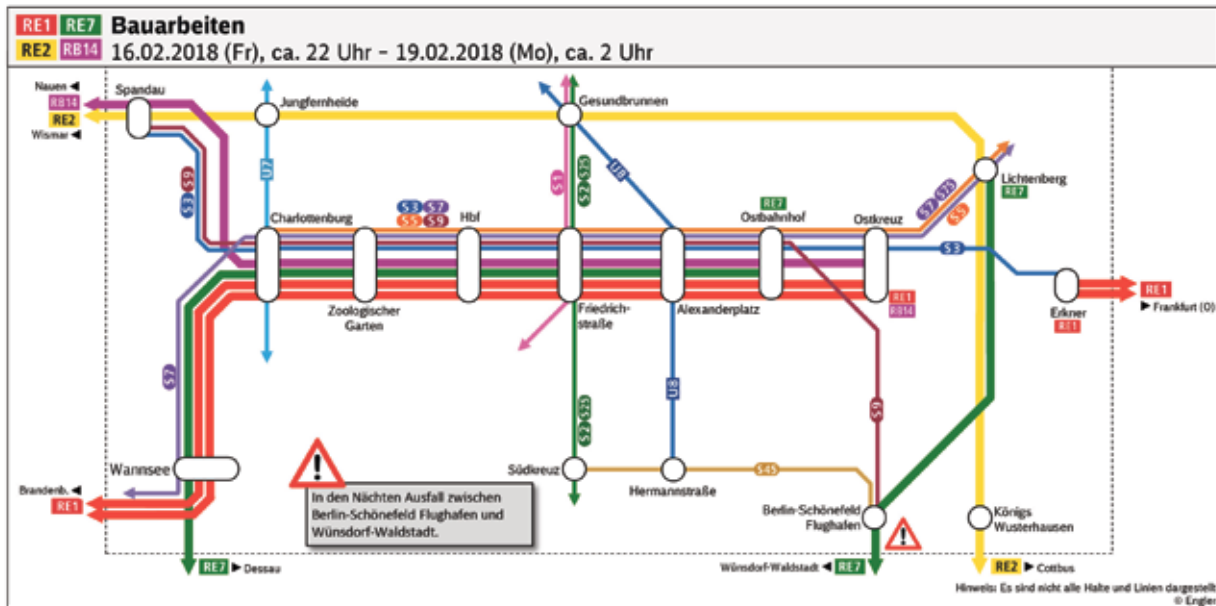 RE1 RE7 Bauarbeiten
RE2 RB14 16.02.2018 (Fr), ca. 22 Uhr – 19.02.2018 (Mo), ca. 2 Uhr
Nauen ◄
RB14
RE2
Wismar ◄
Spandau
Jungfernheide
Gesundbrunnen
Lichtenberg
RE7
U7
S3 S9
S1
S2 S25
U8
S7 S75
S5
Charlottenburg
S3 S7
S5 S9
Hbf
RE7
Ostbahnhof
Ostkreuz
S3
Zoologischer
Garten
Friedrich-
straße
Alexanderplatz
RE1
RB14
Erkner
RE1
RE1
► Frankfurt (O)
S7
S2 S25
U8
S9
Wannsee
Brandenb. ◄
RE1
RE7 ► Dessau
In den Nächten Ausfall zwischen
Berlin-Schönefeld Flughafen und
Wünsdorf-Waldstadt.
Südkreuz
Hermannstraße
S45
Berlin-Schönefeld
Flughafen
Königs
Wusterhausen
Wünsdorf-Waldstadt ◄ RE7
RE2 ► Cottbus
Hinweis: Es sind nicht alle Halte und Linien dargestellt
© Engler